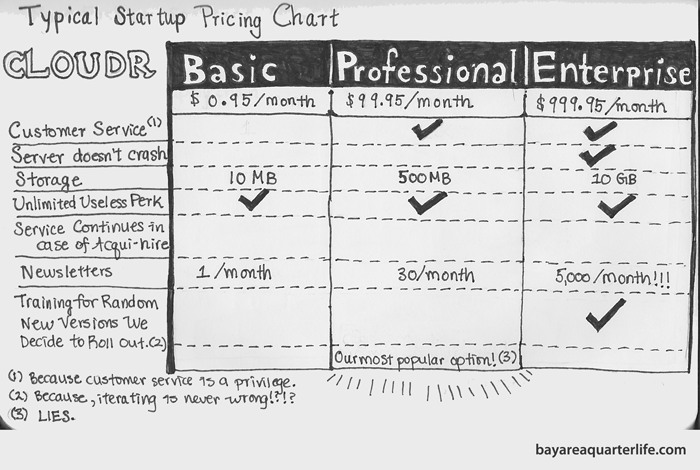 Typical Startup Pricing Chart
CLOUDR Basic Professional Enterprise
$0.95/month $99.95/month $999.95/month
Customer Service(1) ✓ ✓
Server doesn't crash ✓
Storage 10 MB 500 MB 10 GiB
Unlimited Useless Perk ✓ ✓ ✓
Service Continues in
case of Acqui-hire
Newsletters 1/month 30/month 5,000/month!!!
Training for Random ✓
New Versions We
Decide to Roll Out.(2)
Our most popular option!(3)
(1) Because customer service is a privilege.
(2) Because, iterating is never wrong!?!?
(3) LIES.
bayareaquarterlife.com